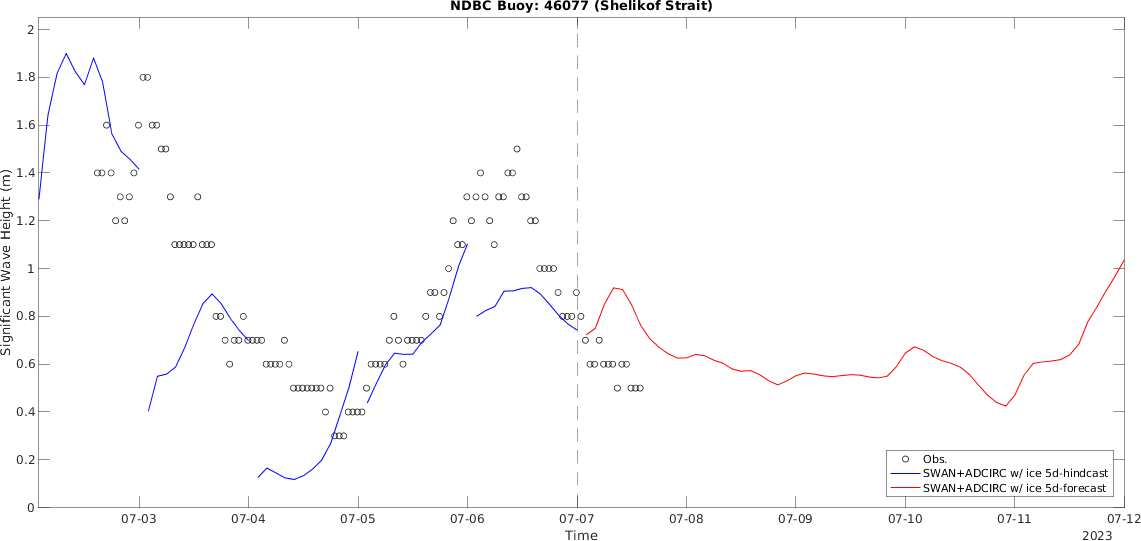 NDBC Buoy: 46077 (Shelikof Strait)
Significant Wave Height (m)
2
1.8
1.6
1.4
1.2
1
0.8
0.6
0.4
0.2
0
Obs.
SWAN+ADCIRC w/ ice 5d-hindcast
SWAN+ADCIRC w/ ice 5d-forecast
07-03 07-04 07-05 07-06 07-07 07-08 07-09 07-10 07-11 07-12
Time
2023